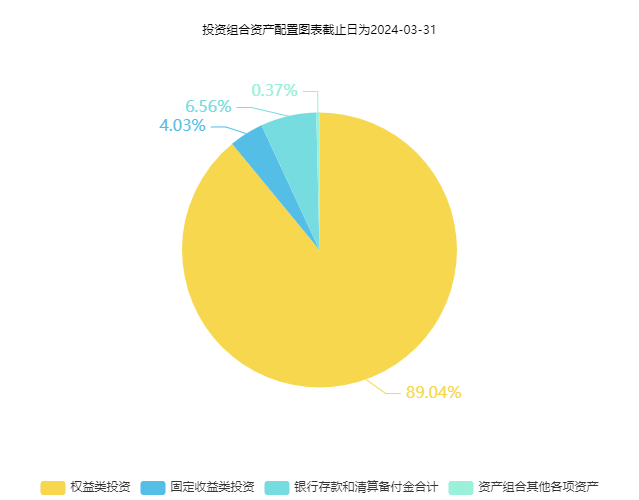 投资组合资产配置图表截止日为2024-03-31
0.37%
6.56%
4.03%
89.04%
权益类投资 固定收益类投资 银行存款和清算备付金合计 资产组合其他各项资产